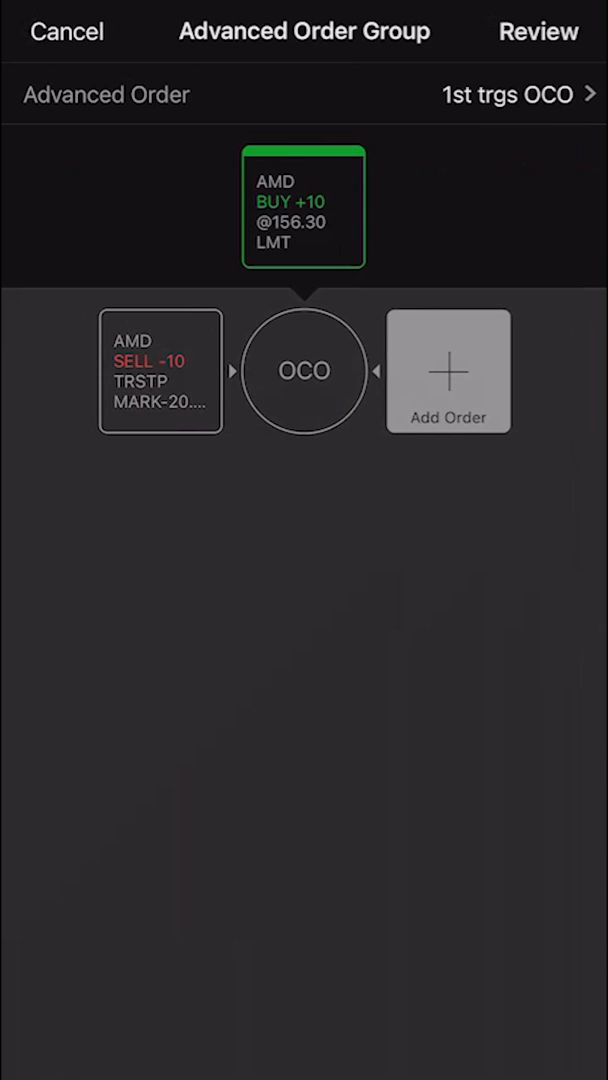 Cancel Advanced Order Group Review
Advanced Order 1st trgs OCO
AMD
BUY +10
@156.30
LMT
AMD
SELL -10
TRSTP
MARK-20....
OCO
Add Order